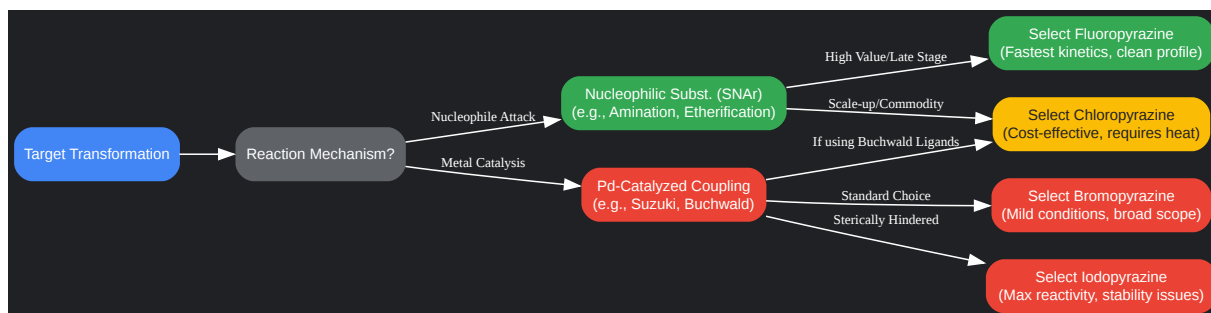 Target Transformation
Reaction Mechanism?
Nucleophile Attack
Metal Catalysis
Nucleophilic Subst. (SNAr)
(e.g., Amination, Etherification)
Pd-Catalyzed Coupling
(e.g., Suzuki, Buchwald)
High Value/Late Stage
Scale-up/Commodity
If using Buchwald Ligands
Standard Choice
Sterically Hindered
Select Fluoropyrazine
(Fastest kinetics, clean profile)
Select Chloropyrazine
(Cost-effective, requires heat)
Select Bromopyrazine
(Mild conditions, broad scope)
Select Iodopyrazine
(Max reactivity, stability issues)